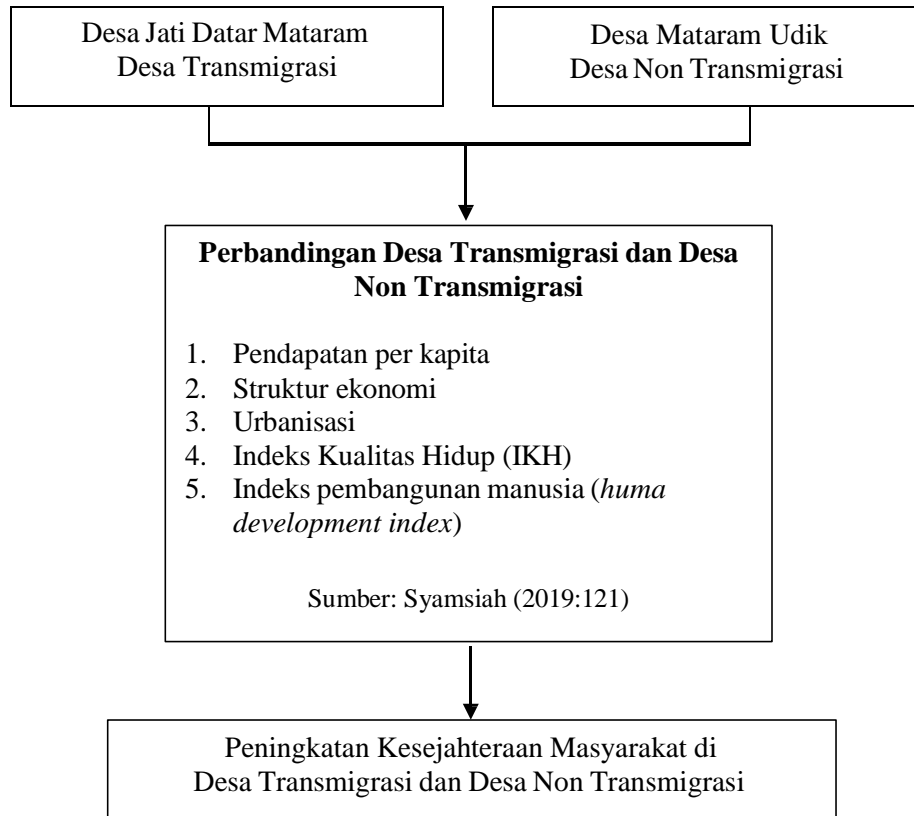 Desa Jati Datar Mataram
Desa Transmigrasi
Desa Mataram Udik
Desa Non Transmigrasi
Perbandingan Desa Transmigrasi dan Desa
Non Transmigrasi
1. Pendapatan per kapita
2. Struktur ekonomi
3. Urbanisasi
4. Indeks Kualitas Hidup (IKH)
5. Indeks pembangunan manusia (huma
development index)
Sumber: Syamsiah (2019:121)
Peningkatan Kesejahteraan Masyarakat di
Desa Transmigrasi dan Desa Non Transmigrasi